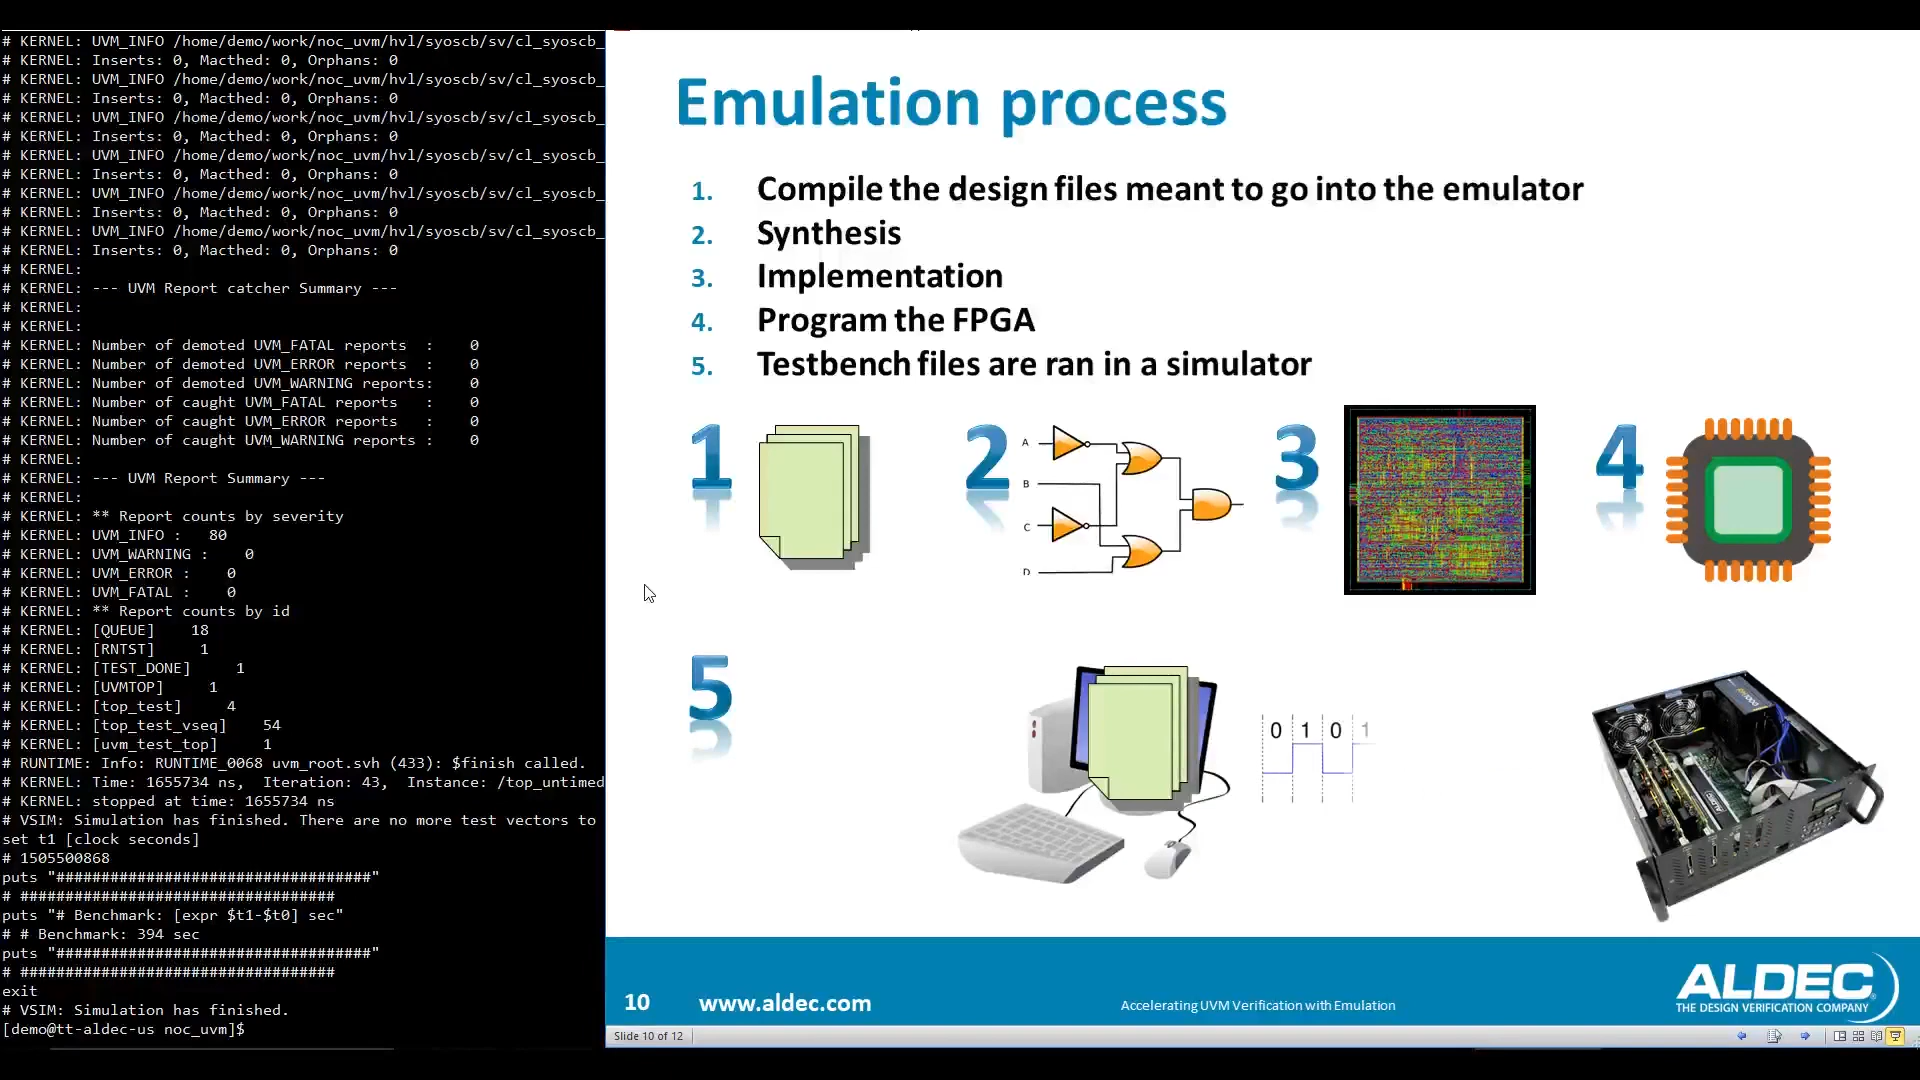 # KERNEL: UVM_INFO /home/demo/work/noc_uvm/hvl/syoscb/sv/cl_syoscb_
# KERNEL: Inserts: 0, Macthed: 0, Orphans: 0
# KERNEL: UVM_INFO /home/demo/work/noc_uvm/hvl/syoscb/sv/cl_syoscb_
# KERNEL: Inserts: 0, Macthed: 0, Orphans: 0
# KERNEL: UVM_INFO /home/demo/work/noc_uvm/hvl/syoscb/sv/cl_syoscb_
# KERNEL: Inserts: 0, Macthed: 0, Orphans: 0
# KERNEL: UVM_INFO /home/demo/work/noc_uvm/hvl/syoscb/sv/cl_syoscb_
# KERNEL: Inserts: 0, Macthed: 0, Orphans: 0
# KERNEL: UVM_INFO /home/demo/work/noc_uvm/hvl/syoscb/sv/cl_syoscb_
# KERNEL: Inserts: 0, Macthed: 0, Orphans: 0
# KERNEL: UVM_INFO /home/demo/work/noc_uvm/hvl/syoscb/sv/cl_syoscb_
# KERNEL: Inserts: 0, Macthed: 0, Orphans: 0
# KERNEL:
# KERNEL: --- UVM Report catcher Summary ---
# KERNEL:
# KERNEL:
# KERNEL: Number of demoted UVM_FATAL reports  :    0
# KERNEL: Number of demoted UVM_ERROR reports  :    0
# KERNEL: Number of demoted UVM_WARNING reports:    0
# KERNEL: Number of caught UVM_FATAL reports   :    0
# KERNEL: Number of caught UVM_ERROR reports   :    0
# KERNEL: Number of caught UVM_WARNING reports :    0
# KERNEL:
# KERNEL: --- UVM Report Summary ---
# KERNEL:
# KERNEL: ** Report counts by severity
# KERNEL: UVM_INFO :   80
# KERNEL: UVM_WARNING :    0
# KERNEL: UVM_ERROR :    0
# KERNEL: UVM_FATAL :    0
# KERNEL: ** Report counts by id
# KERNEL: [QUEUE]    18
# KERNEL: [RNTST]     1
# KERNEL: [TEST_DONE]     1
# KERNEL: [UVMTOP]     1
# KERNEL: [top_test]     4
# KERNEL: [top_test_vseq]    54
# KERNEL: [uvm_test_top]     1
# RUNTIME: Info: RUNTIME_0068 uvm_root.svh (433): $finish called.
# KERNEL: Time: 1655734 ns,  Iteration: 43,  Instance: /top_untimed
# KERNEL: stopped at time: 1655734 ns
# VSIM: Simulation has finished. There are no more test vectors to
set t1 [clock seconds]
# 1505500868
puts "###################################"
# ###################################
puts "# Benchmark: [expr $t1-$t0] sec"
# # Benchmark: 394 sec
puts "###################################"
# ###################################
exit
# VSIM: Simulation has finished.
[demo@tt-aldec-us noc_uvm]$
Emulation process
1. Compile the design files meant to go into the emulator
2. Synthesis
3. Implementation
4. Program the FPGA
5. Testbench files are ran in a simulator
1
2
A
B
C
D
3
4
5
0 1 0 1
ALDEC
10
www.aldec.com
Accelerating UVM Verification with Emulation
ALDEC
THE DESIGN VERIFICATION COMPANY
Slide 10 of 12